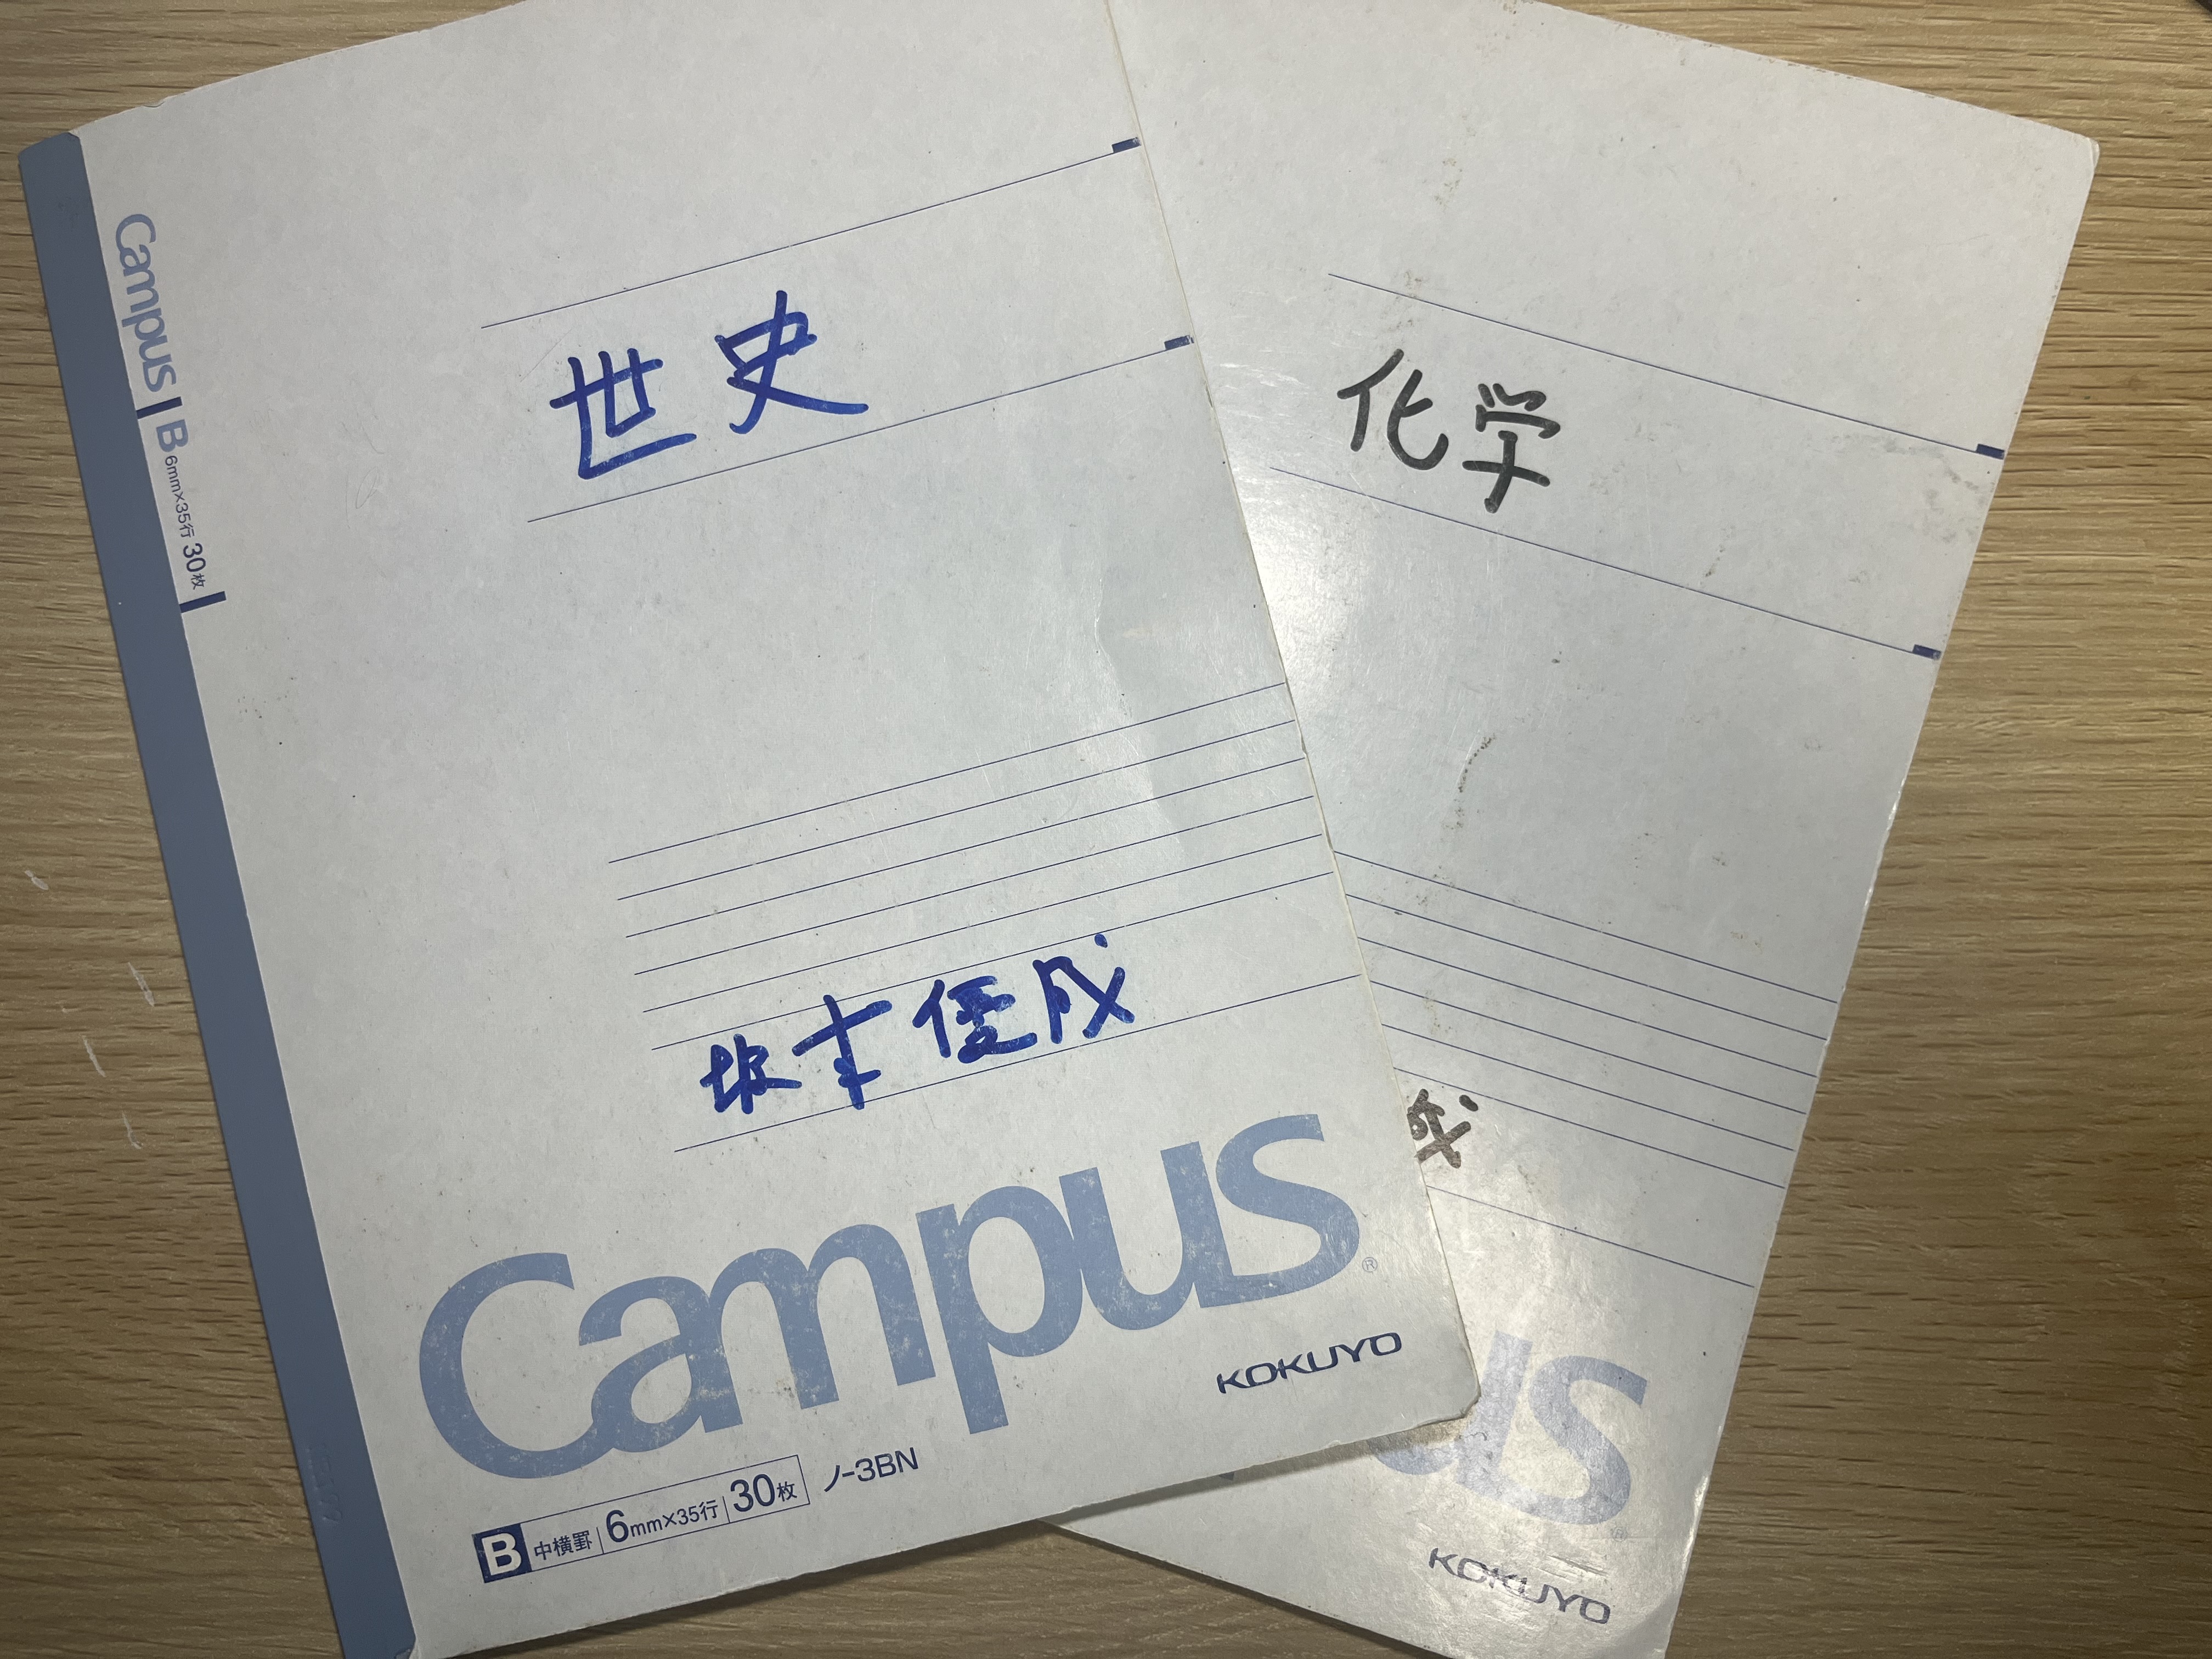 Campus B 6mm×35行 30枚
世史
坂本優成
Campus®
KOKUYO
B 中横罫 6mm×35行 30枚 ノ-3BN
化学
成
us
KOKUYO